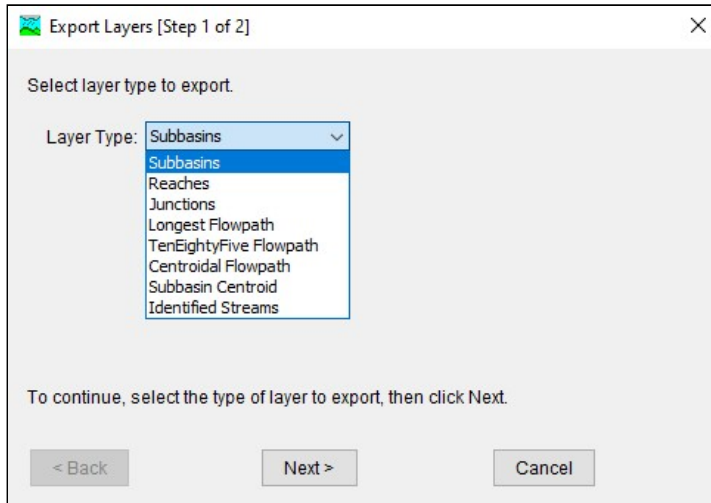 Export Layers [Step 1 of 2]
Select layer type to export.
Layer Type: Subbasins
Subbasins
Reaches
Junctions
Longest Flowpath
TenEightyFive Flowpath
Centroidal Flowpath
Subbasin Centroid
Identified Streams
To continue, select the type of layer to export, then click Next.
< Back Next > Cancel